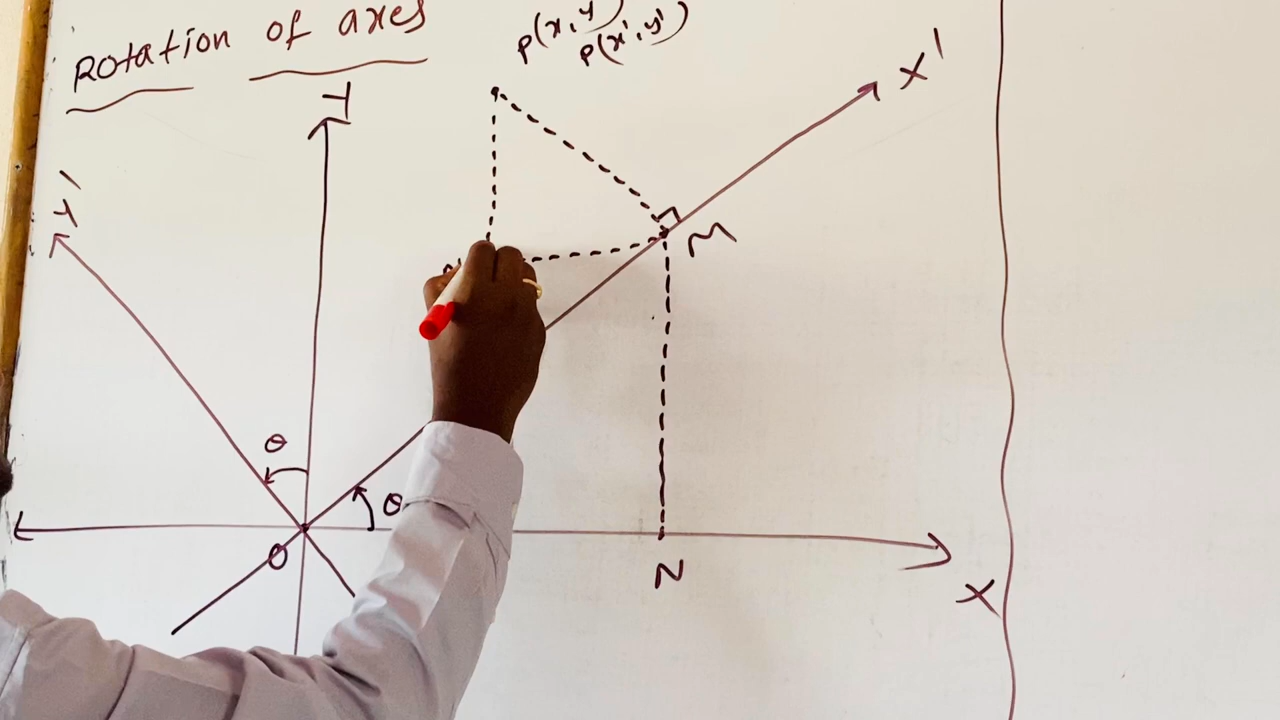 Rotation of axes
P(x, y)
P(x', y')
X'
Y
Y'
M
θ
θ
O
N
X